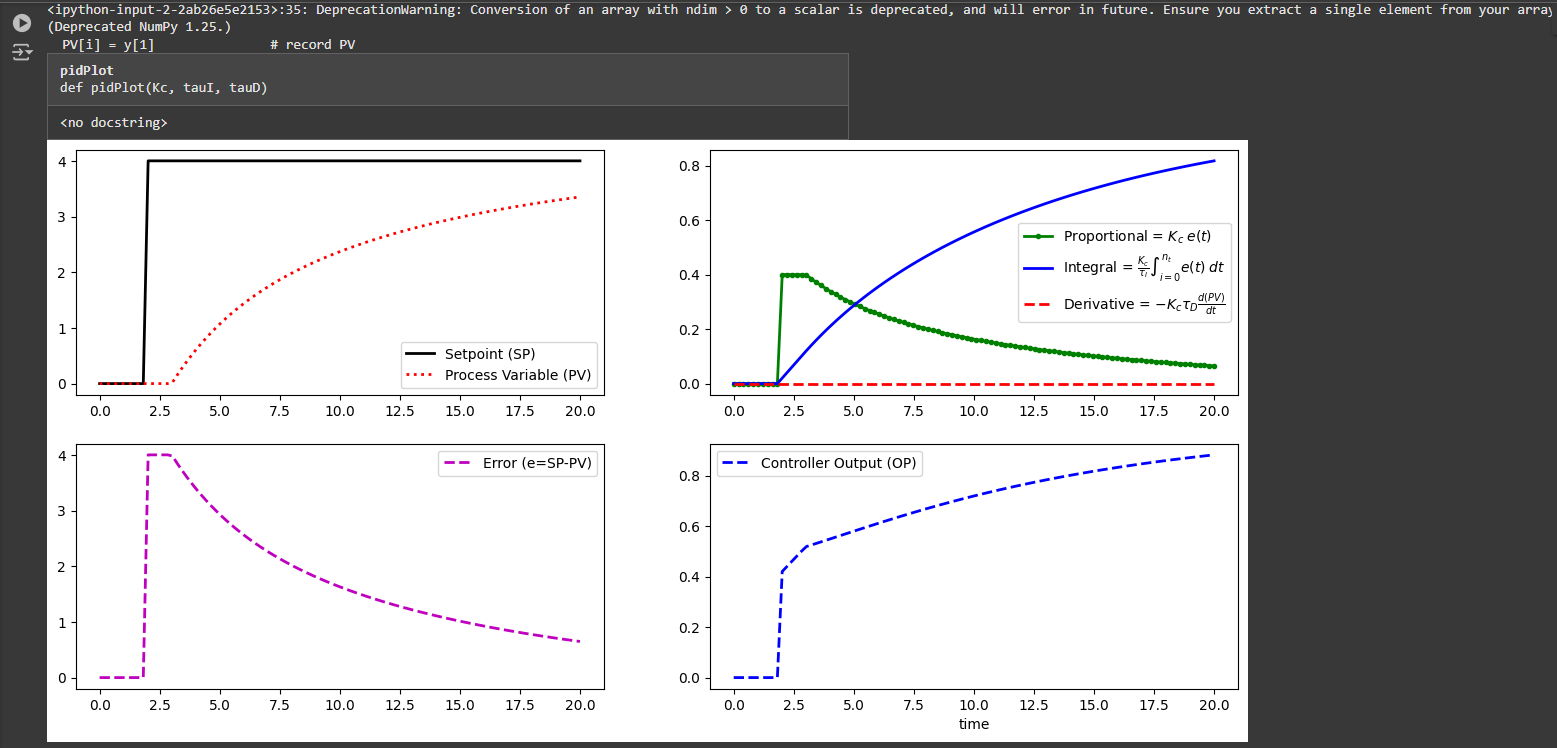 <ipython-input-2-2ab26e5e2153>:35: DeprecationWarning: Conversion of an array with ndim > 0 to a scalar is deprecated, and will error in future. Ensure you extract a single element from your array
(Deprecated NumPy 1.25.)
PV[i] = y[1] # record PV
pidPlot
def pidPlot(Kc, tauI, tauD)
<no docstring>
4
3
2
1
0
Setpoint (SP)
Process Variable (PV)
0.0 2.5 5.0 7.5 10.0 12.5 15.0 17.5 20.0
0.8
0.6
0.4
0.2
0.0
Proportional = K_c e(t)
Integral = \frac{K_c}{τ_I} ∫_{i=0}^{n_t} e(t) dt
Derivative = −K_c τ_D \frac{d(PV)}{dt}
0.0 2.5 5.0 7.5 10.0 12.5 15.0 17.5 20.0
4
3
2
1
0
Error (e=SP-PV)
0.0 2.5 5.0 7.5 10.0 12.5 15.0 17.5 20.0
0.8
0.6
0.4
0.2
0.0
Controller Output (OP)
0.0 2.5 5.0 7.5 10.0 12.5 15.0 17.5 20.0
time